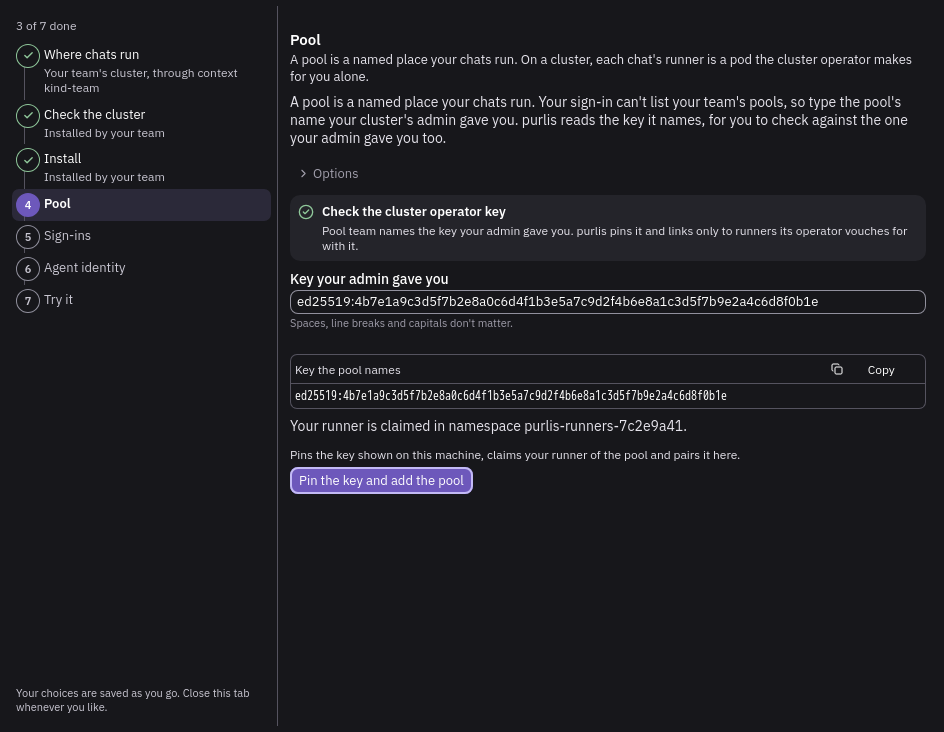 3 of 7 done
Where chats run
Your team's cluster, through context
kind-team
Check the cluster
Installed by your team
Install
Installed by your team
4 Pool
5 Sign-ins
6 Agent identity
7 Try it
Your choices are saved as you go. Close this tab
whenever you like.
Pool
A pool is a named place your chats run. On a cluster, each chat's runner is a pod the cluster operator makes
for you alone.
A pool is a named place your chats run. Your sign-in can't list your team's pools, so type the pool's
name your cluster's admin gave you. purlis reads the key it names, for you to check against the one
your admin gave you too.
Options
Check the cluster operator key
Pool team names the key your admin gave you. purlis pins it and links only to runners its operator vouches for
with it.
Key your admin gave you
ed25519:4b7e1a9c3d5f7b2e8a0c6d4f1b3e5a7c9d2f4b6e8a1c3d5f7b9e2a4c6d8f0b1e
Spaces, line breaks and capitals don't matter.
Key the pool names
Copy
ed25519:4b7e1a9c3d5f7b2e8a0c6d4f1b3e5a7c9d2f4b6e8a1c3d5f7b9e2a4c6d8f0b1e
Your runner is claimed in namespace purlis-runners-7c2e9a41.
Pins the key shown on this machine, claims your runner of the pool and pairs it here.
Pin the key and add the pool